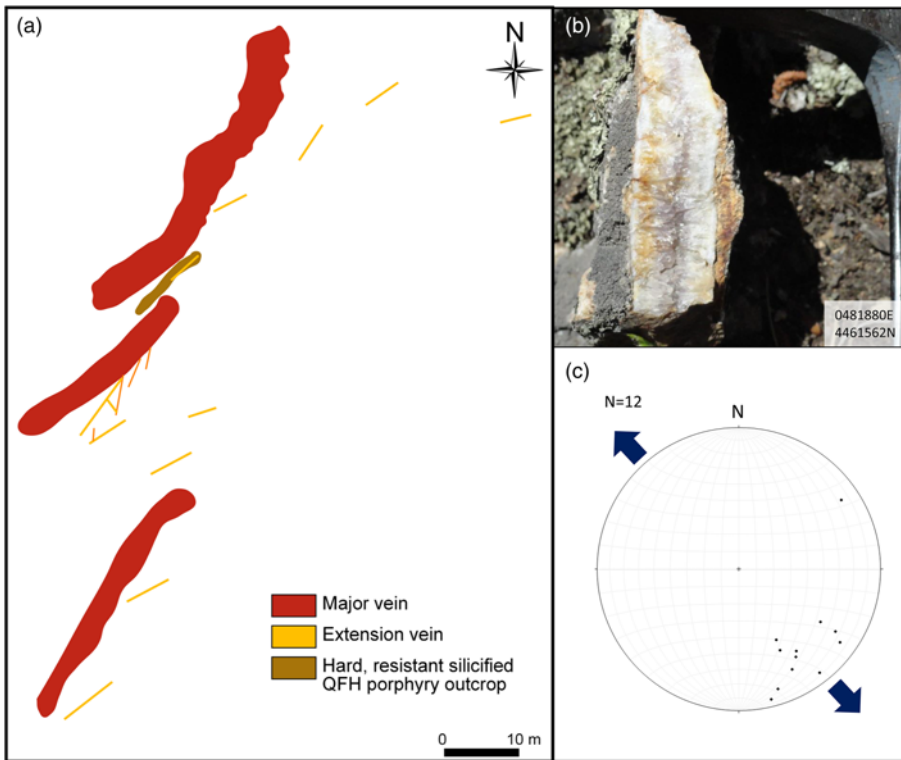 (a)
N
Major vein
Extension vein
Hard, resistant silicified
QFH porphyry outcrop
0 10 m
(b)
0481880E
4461562N
(c)
N=12
N